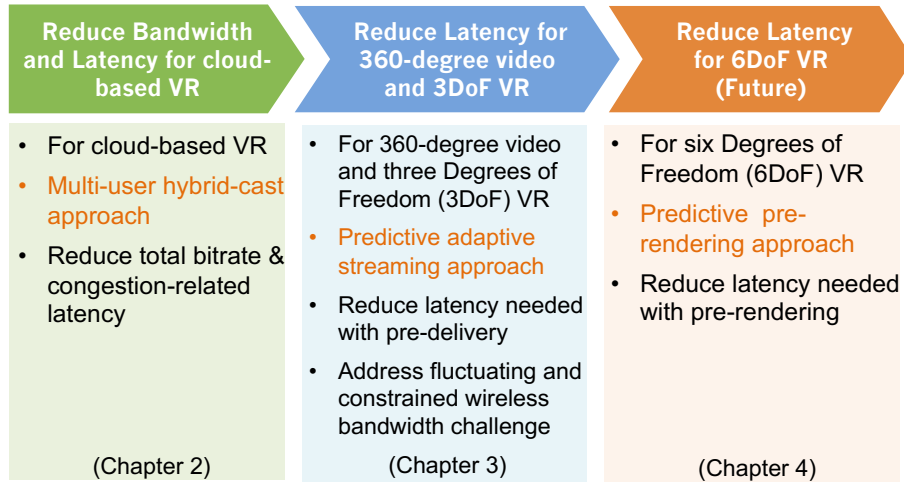 Reduce Bandwidth
and Latency for cloud-
based VR
Reduce Latency for
360-degree video
and 3DoF VR
Reduce Latency
for 6DoF VR
(Future)
• For cloud-based VR
• Multi-user hybrid-cast
approach
• Reduce total bitrate &
congestion-related
latency
(Chapter 2)
• For 360-degree video
and three Degrees of
Freedom (3DoF) VR
• Predictive adaptive
streaming approach
• Reduce latency needed
with pre-delivery
• Address fluctuating and
constrained wireless
bandwidth challenge
(Chapter 3)
• For six Degrees of
Freedom (6DoF) VR
• Predictive pre-
rendering approach
• Reduce latency needed
with pre-rendering
(Chapter 4)